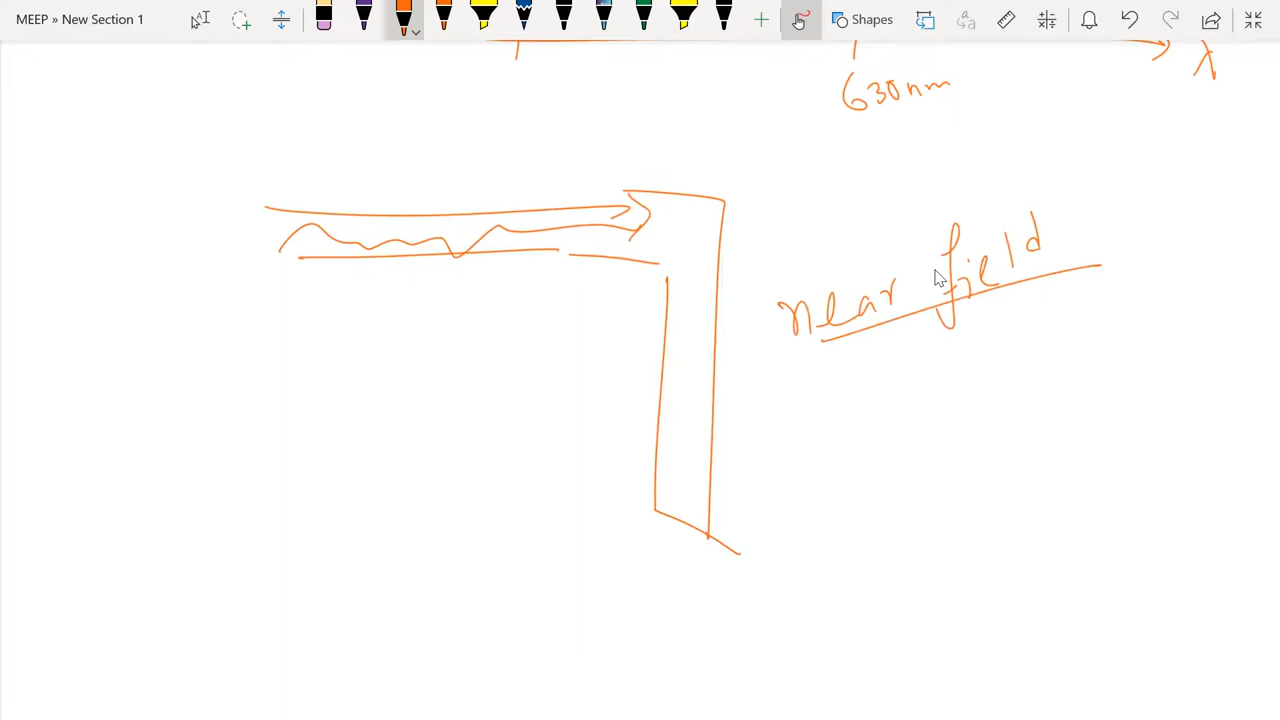 MEEP » New Section 1
Shapes
λ
630nm
near field